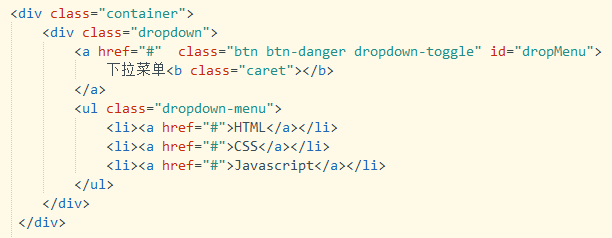 <div class="container">
<div class="dropdown">
<a href="#"  class="btn btn-danger dropdown-toggle" id="dropMenu">
下拉菜单<b class="caret"></b>
</a>
<ul class="dropdown-menu">
<li><a href="#">HTML</a></li>
<li><a href="#">CSS</a></li>
<li><a href="#">Javascript</a></li>
</ul>
</div>
</div>